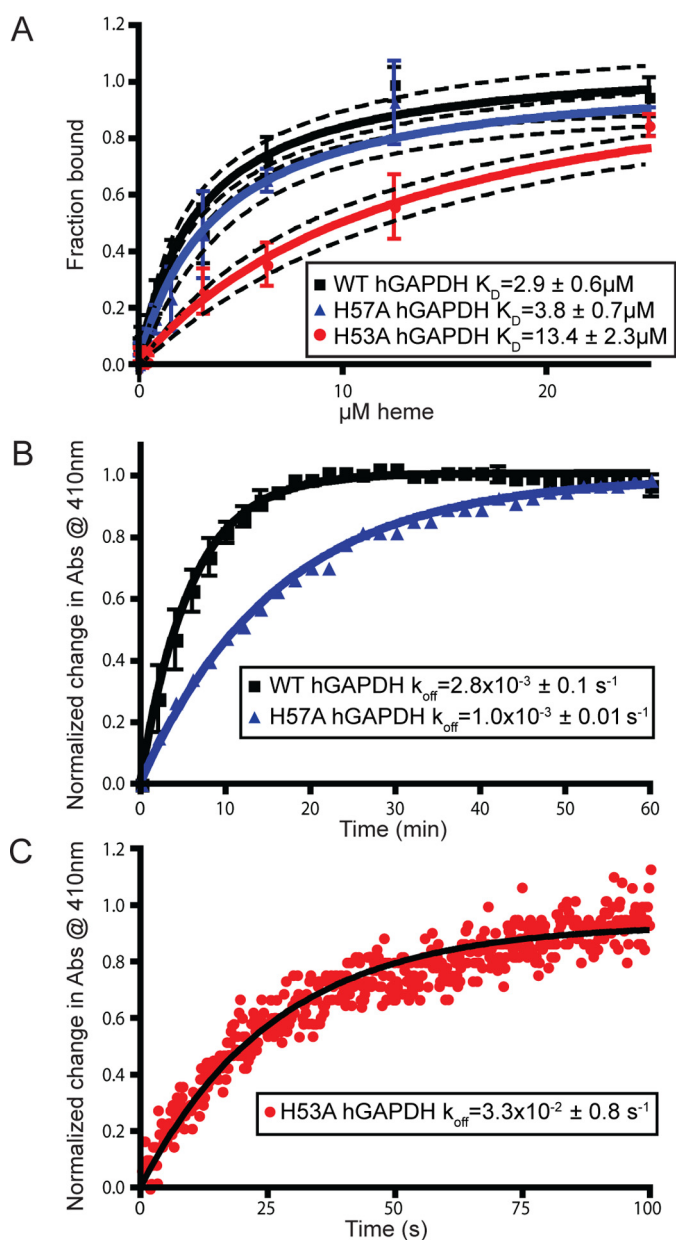 A
Fraction bound
1.2
1.0
0.8
0.6
0.4
0.2
0.0
WT hGAPDH K_D=2.9 ± 0.6µM
H57A hGAPDH K_D=3.8 ± 0.7µM
H53A hGAPDH K_D=13.4 ± 2.3µM
0 10 20
µM heme
B
Normalized change in Abs @ 410nm
1.0
0.8
0.6
0.4
0.2
0.0
WT hGAPDH k_off=2.8x10⁻³ ± 0.1 s⁻¹
H57A hGAPDH k_off=1.0x10⁻³ ± 0.01 s⁻¹
0 10 20 30 40 50 60
Time (min)
C
Normalized change in Abs @ 410nm
1.2
1.0
0.8
0.6
0.4
0.2
0.0
H53A hGAPDH k_off=3.3x10⁻² ± 0.8 s⁻¹
0 25 50 75 100
Time (s)